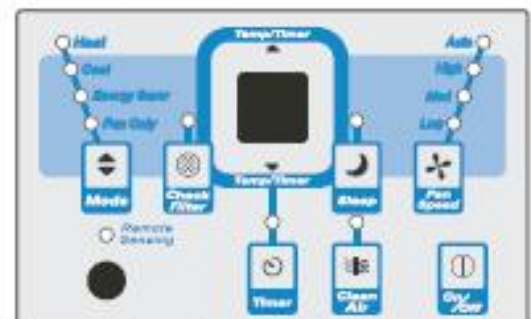 Temp/Timer
Heat
Cool
Energy Saver
Fan Only
Auto
High
Med
Low
Temp/Timer
Mode
Check
Filter
Sleep
Fan
Speed
Remote
Sensing
Timer
Clean
Air
On/
Off